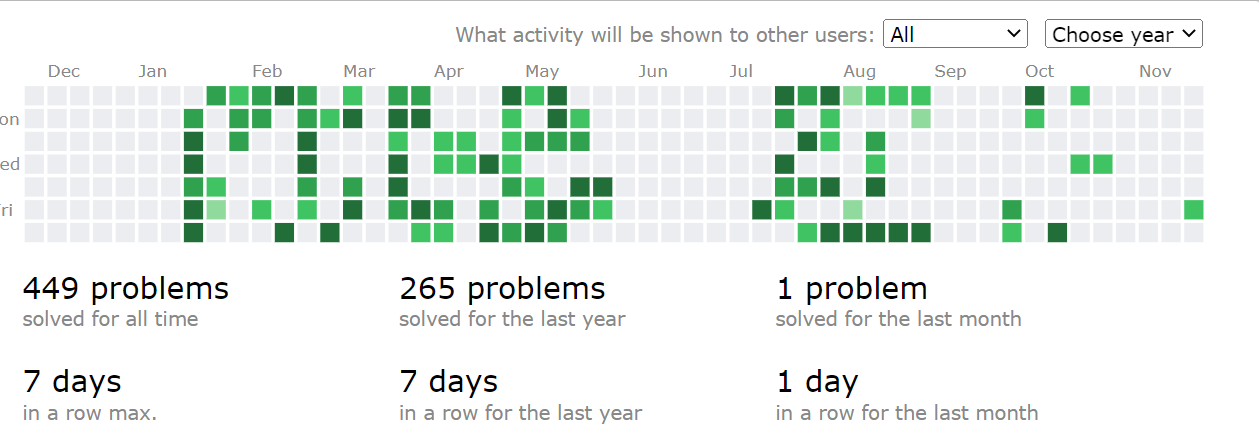 What activity will be shown to other users: All Choose year
Dec Jan Feb Mar Apr May Jun Jul Aug Sep Oct Nov
on
ed
ri
449 problems 265 problems 1 problem
solved for all time solved for the last year solved for the last month
7 days 7 days 1 day
in a row max. in a row for the last year in a row for the last month